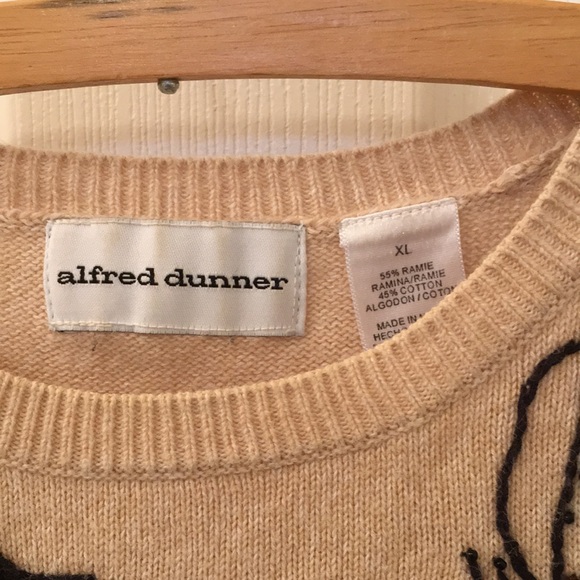 alfred dunner
XL
55% RAMIE
RAMINA/RAMIE
45% COTTON
ALGODON / COTON
MADE IN